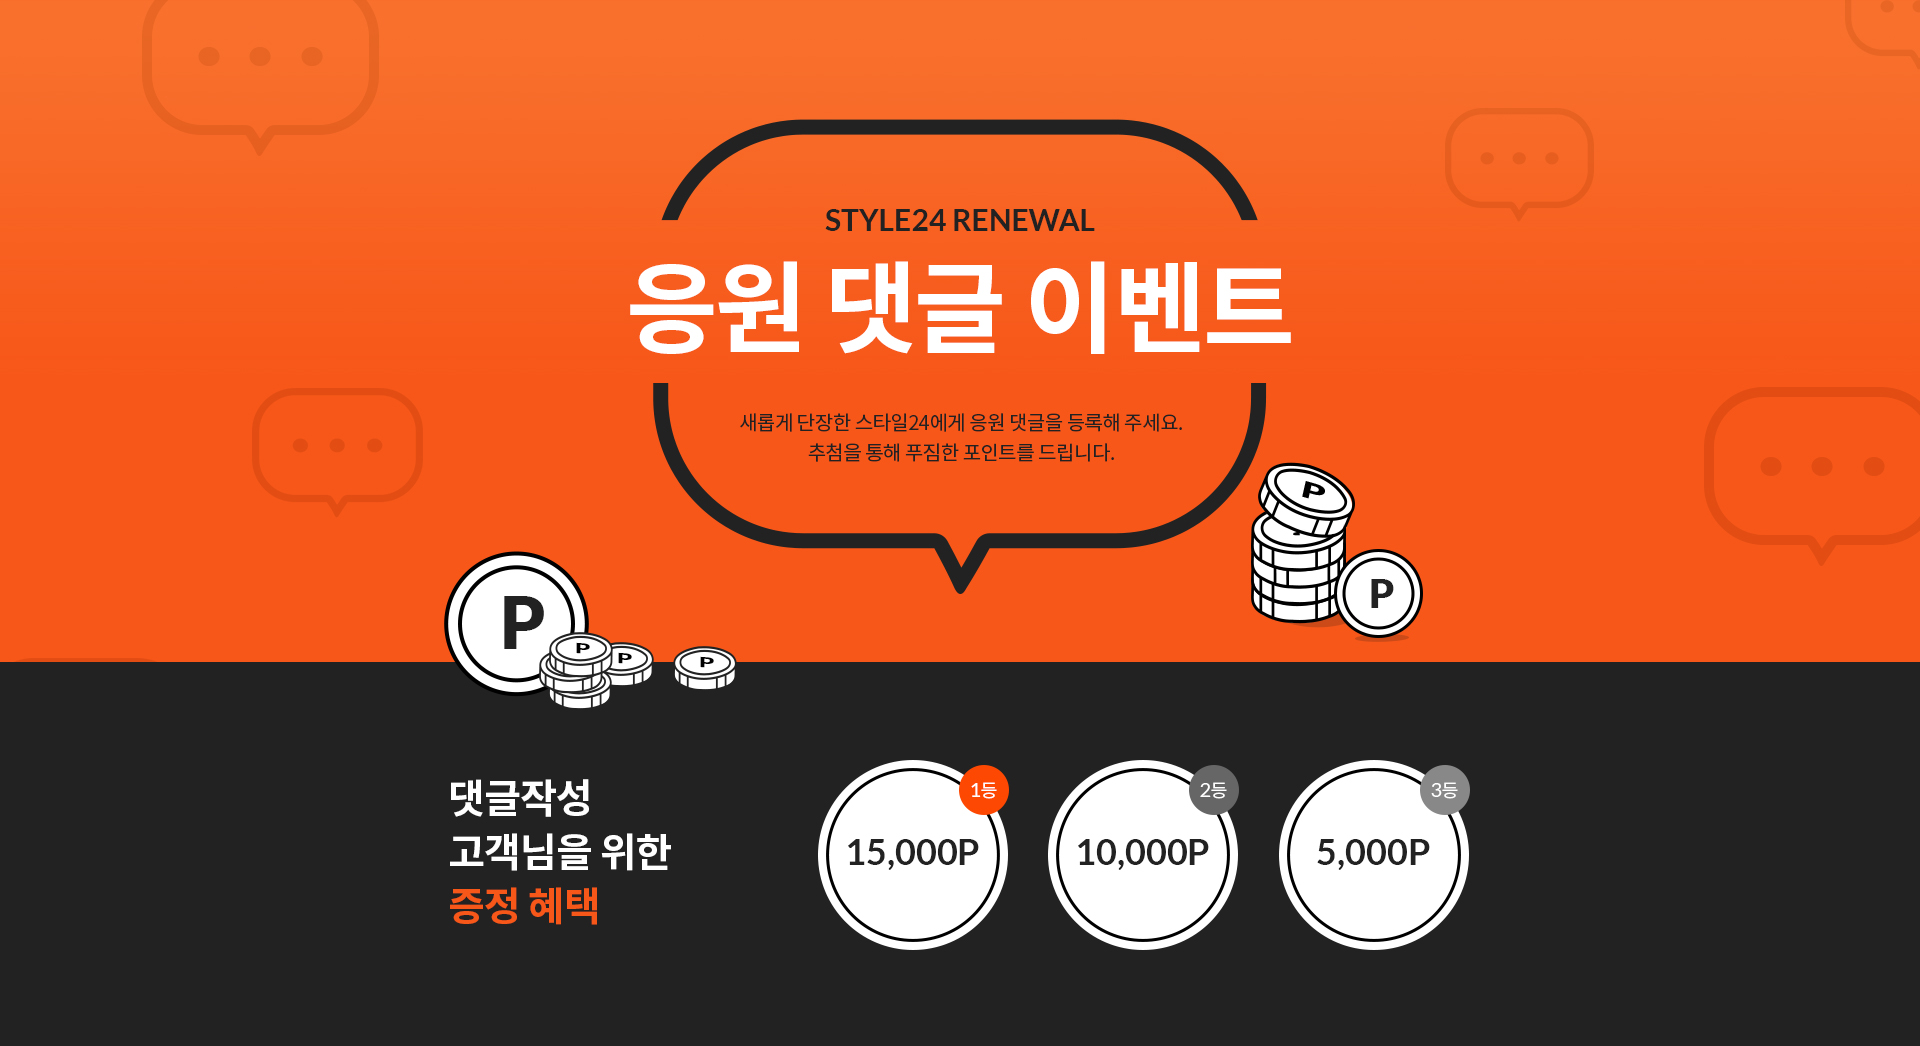 STYLE24 RENEWAL
응원 댓글 이벤트
새롭게 단장한 스타일24에게 응원 댓글을 등록해 주세요.
추첨을 통해 푸짐한 포인트를 드립니다.
P
P
P
P
P
P
댓글작성
고객님을 위한
증정 혜택
1등
15,000P
2등
10,000P
3등
5,000P